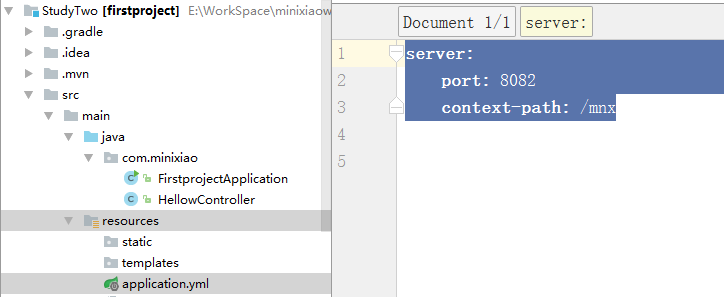 StudyTwo [firstproject] E:\WorkSpace\minixiaow
.gradle
.idea
.mvn
src
main
java
com.minixiao
FirstprojectApplication
HellowController
resources
static
templates
application.yml
Document 1/1 server:
1 server:
2 port: 8082
3 context-path: /mnx
4
5